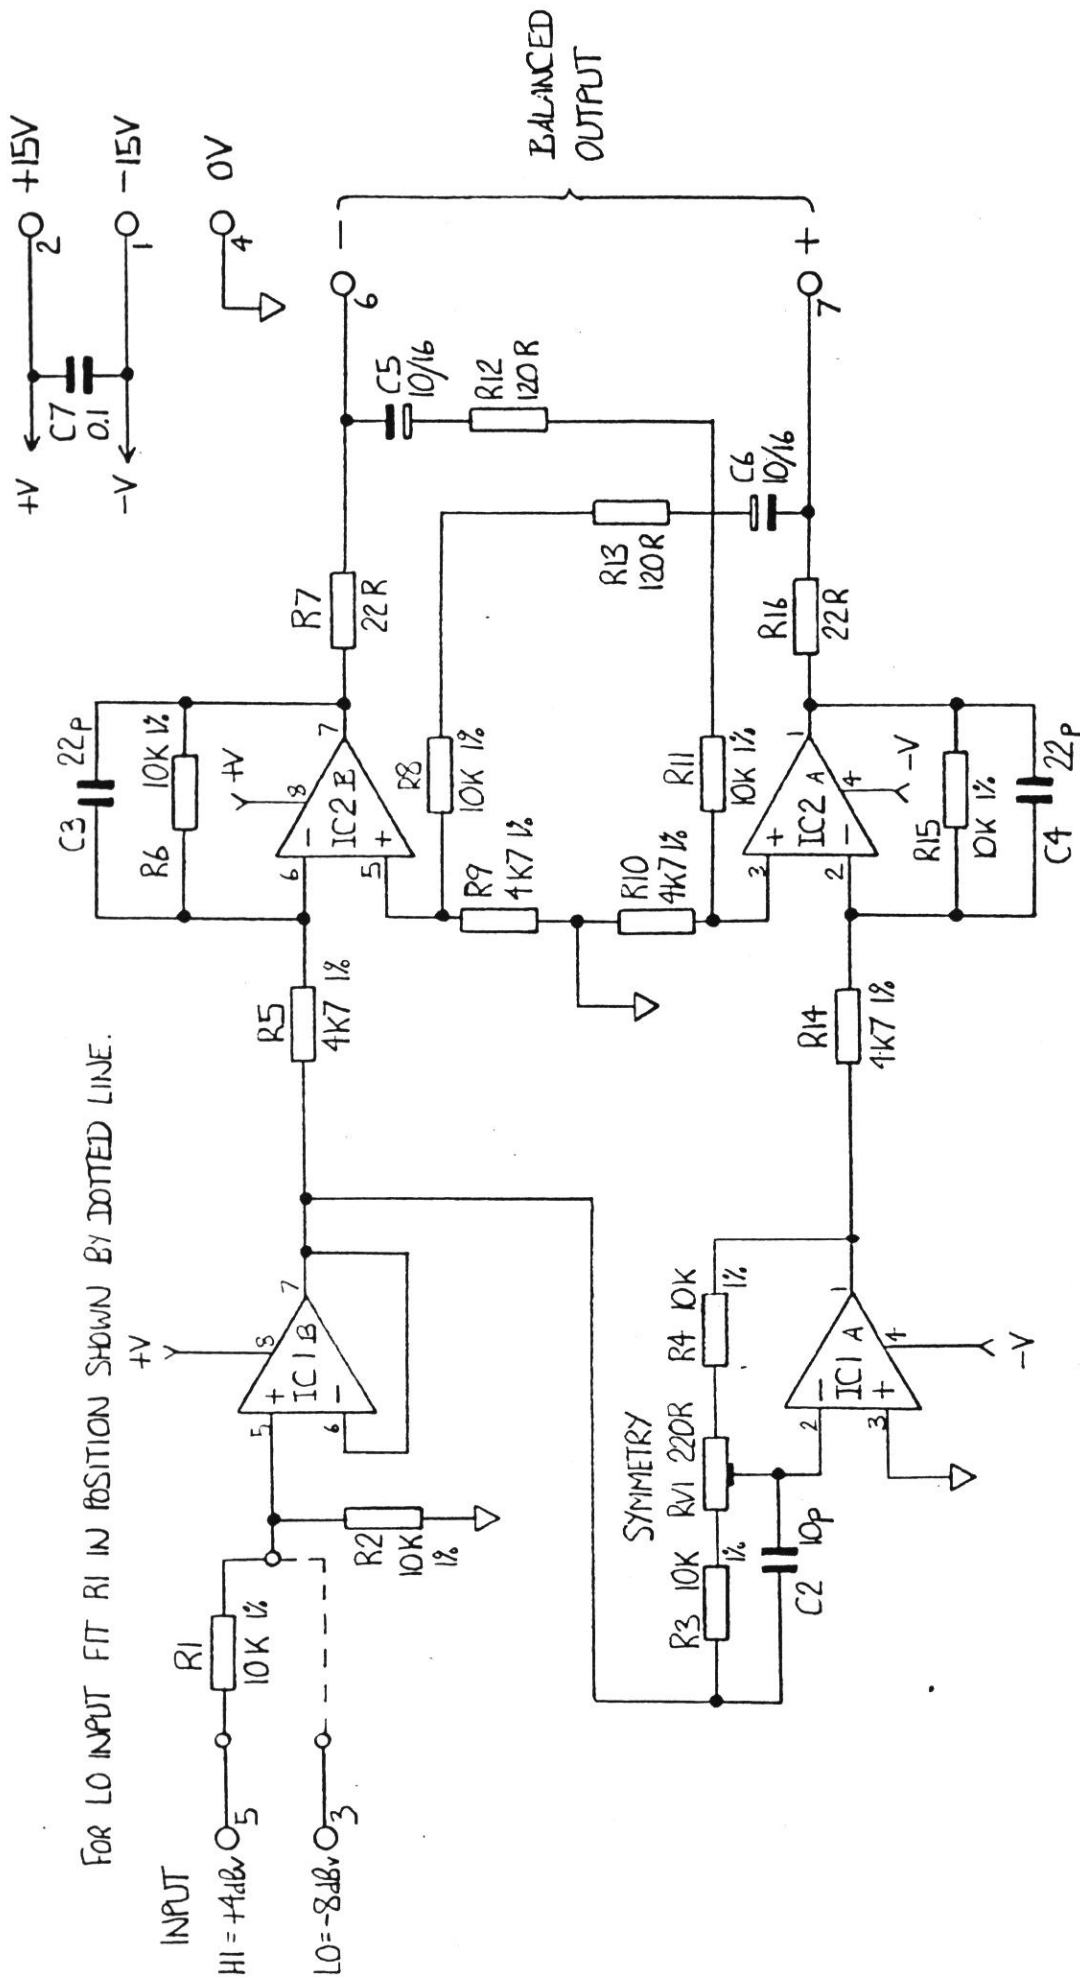 FOR LO INPUT FIT R1 IN POSITION SHOWN BY DOTTED LINE.
INPUT
HI = +4dBv
5
LO = -8dBv
3
R1
10K 1%
R2
10K
1%
+V
5
+
8
IC1 B
6
-
7
R5
4K7 1%
C3
22p
R6
10K 1%
+V
8
6
-
IC2 B
5
+
7
R7
22R
+V
-V
C7
0.1
2
+15V
1
-15V
4
0V
6
-
C5
10/16
R12
120R
R8
10K 1%
R9
4K7 1%
R10
4K7 1%
R11
10K 1%
R13
120R
C6
10/16
BALANCED
OUTPUT
SYMMETRY
R3
10K
1%
RV1
220R
R4
10K
1%
C2
10p
2
-
IC1 A
3
+
1
4
-V
R14
4K7 1%
3
+
IC2 A
2
-
1
4
-V
R15
10K 1%
C4
22p
R16
22R
7
+